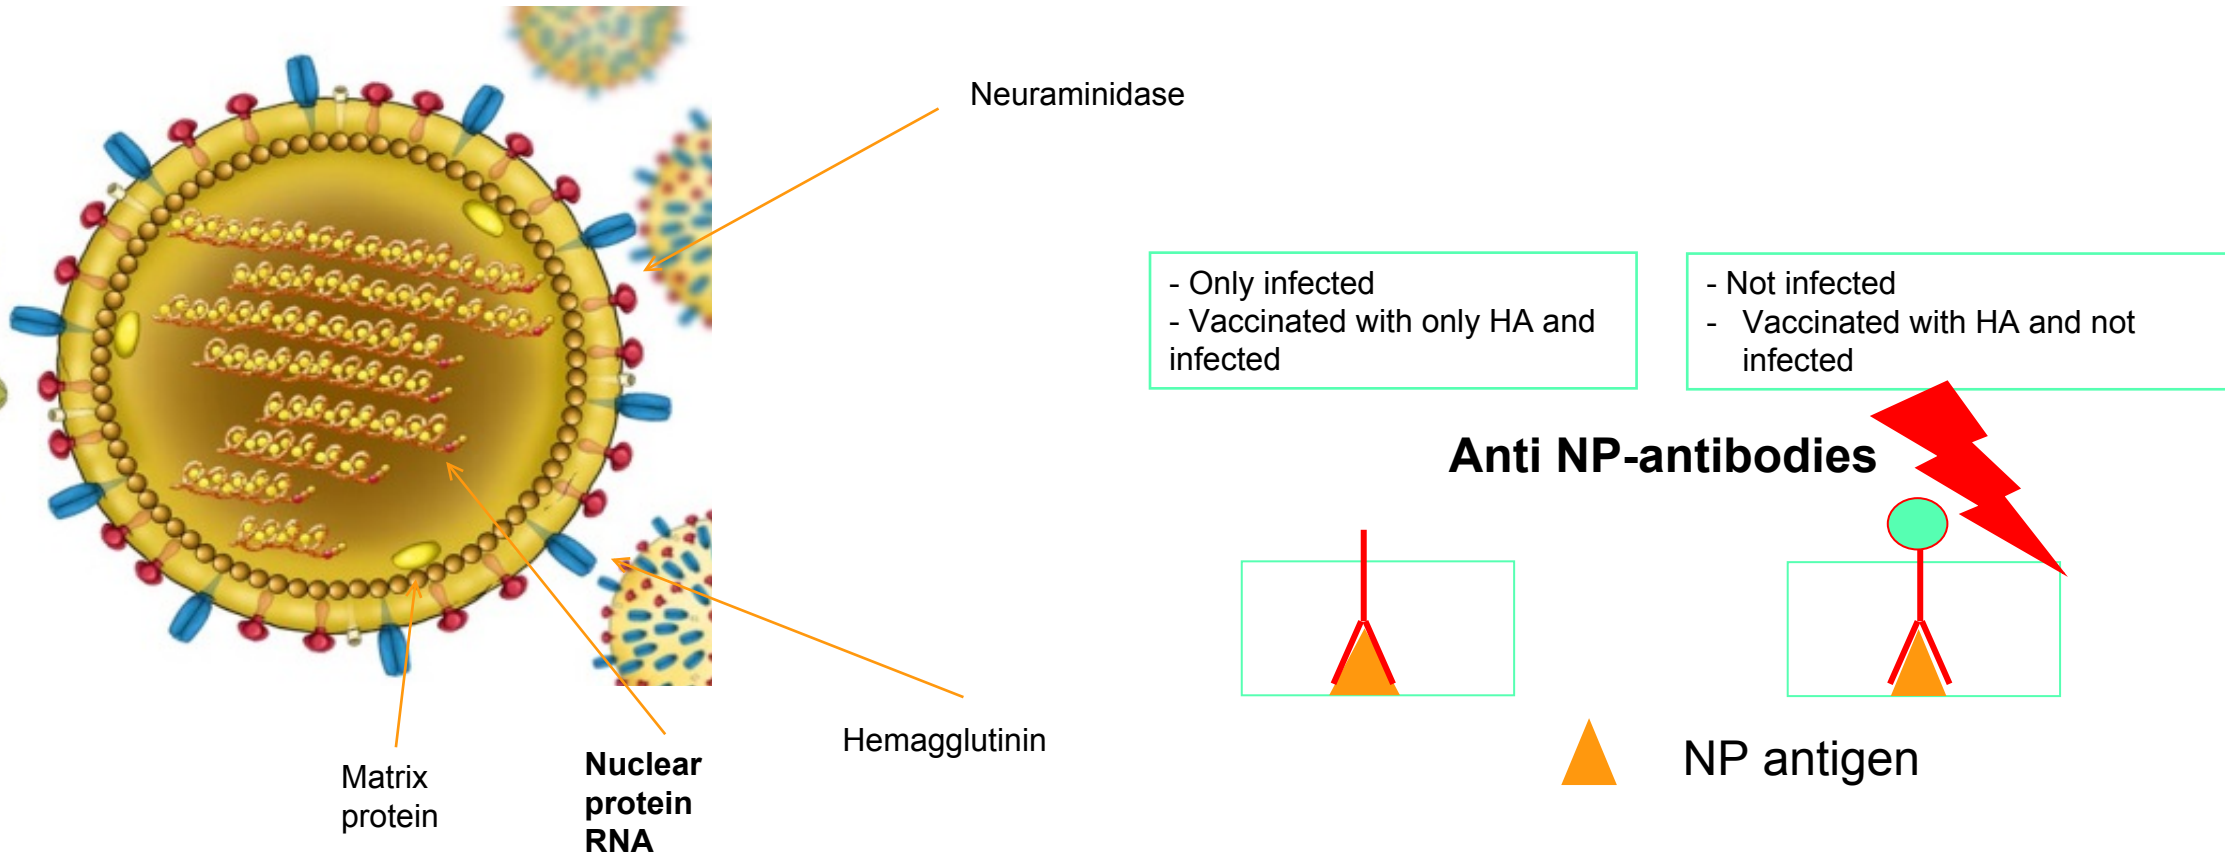 Neuraminidase
- Only infected
- Vaccinated with only HA and
infected
- Not infected
- Vaccinated with HA and not
infected
Anti NP-antibodies
Hemagglutinin
NP antigen
Matrix
protein
Nuclear
protein
RNA